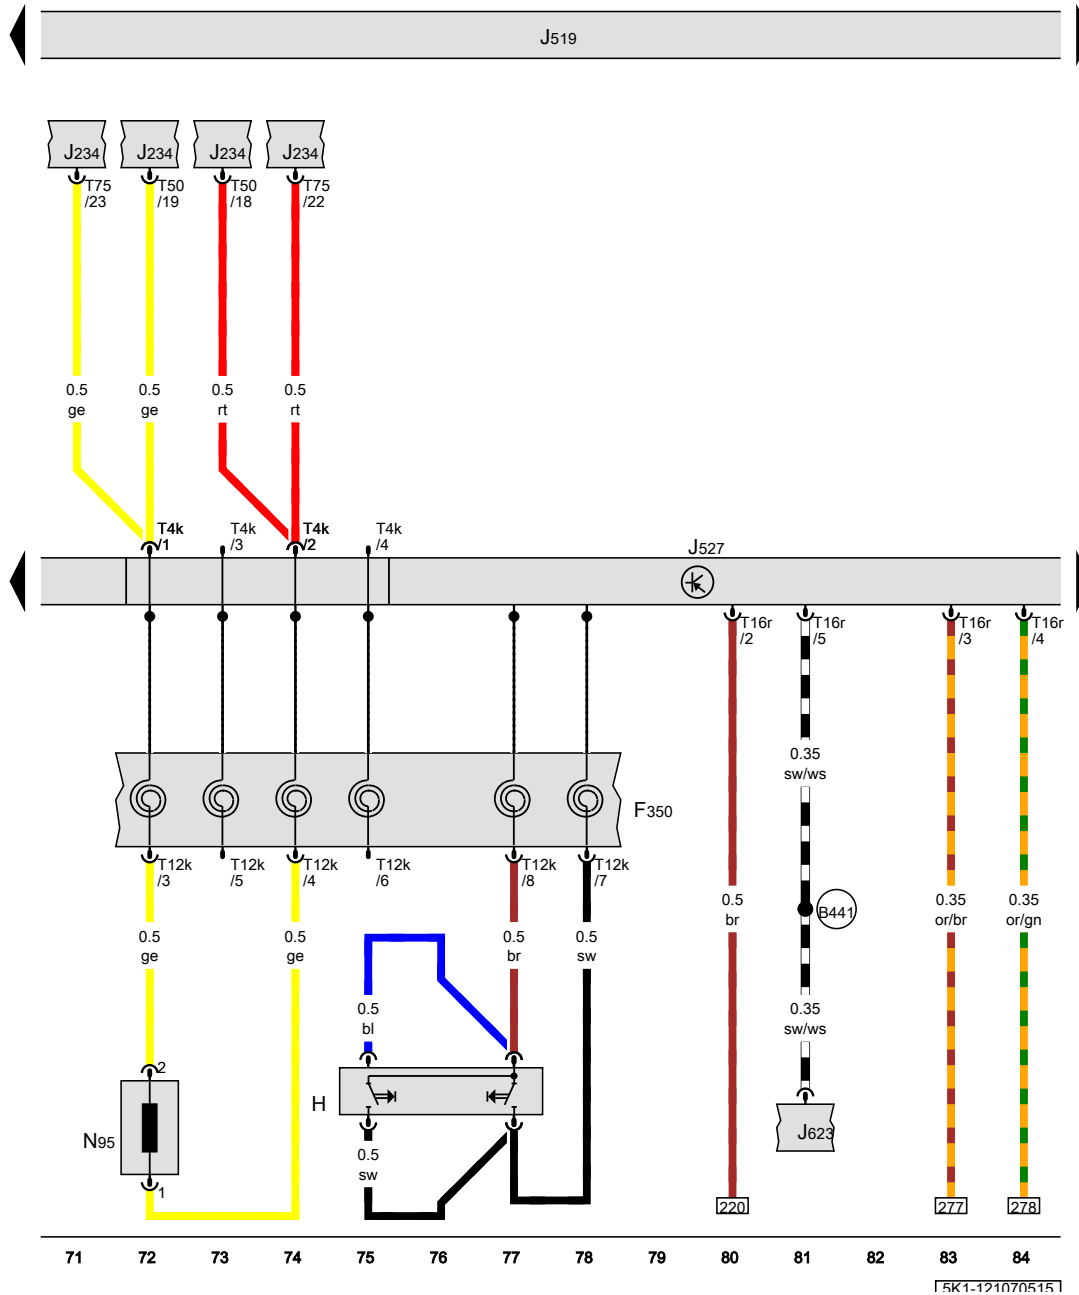 J519
J234 J234 J234 J234
T75 T50 T50 T75
/23 /19 /18 /22
0.5 0.5 0.5 0.5
ge ge rt rt
T4k T4k T4k T4k
/1 /3 /2 /4
J527
T16r T16r T16r T16r
/2 /5 /3 /4
0.35
sw/ws
F350
T12k T12k T12k T12k T12k T12k
/3 /5 /4 /6 /8 /7
0.5 0.35 0.35
br or/br or/gn
B441
0.5 0.5 0.5 0.5
ge ge br sw
0.5 0.35
bl sw/ws
2
H
N95
J623
0.5
sw
1
220 277 278
71 72 73 74 75 76 77 78 79 80 81 82 83 84
5K1-121070515